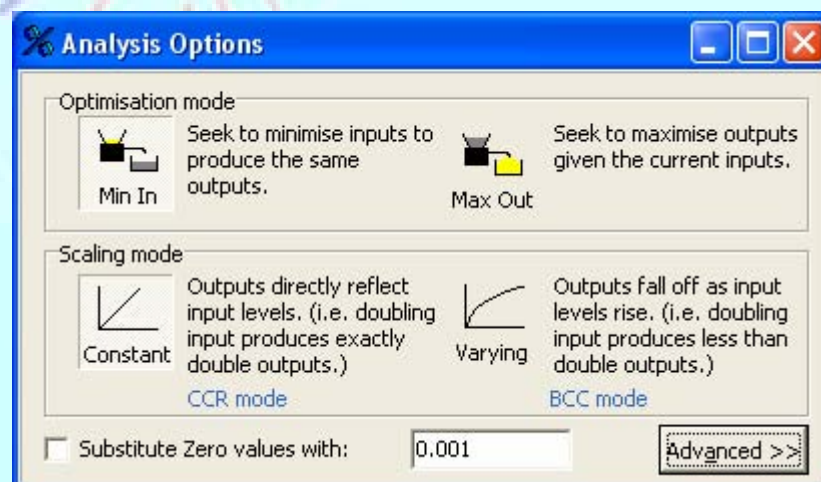 Analysis Options
Optimisation mode
Min In
Seek to minimise inputs to
produce the same
outputs.
Max Out
Seek to maximise outputs
given the current inputs.
Scaling mode
Constant
Outputs directly reflect
input levels. (i.e. doubling
input produces exactly
double outputs.)
CCR mode
Varying
Outputs fall off as input
levels rise. (i.e. doubling
input produces less than
double outputs.)
BCC mode
Substitute Zero values with:
0.001
Advanced >>